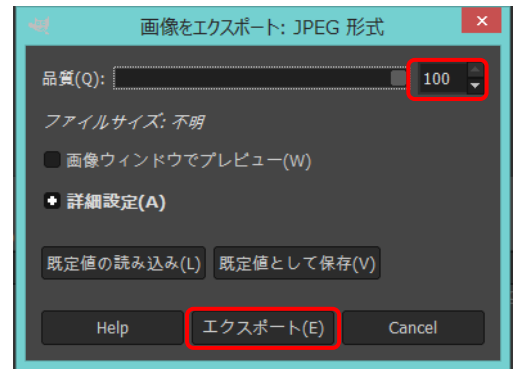 画像をエクスポート: JPEG 形式
品質(Q): 100
ファイルサイズ: 不明
画像ウィンドウでプレビュー(W)
詳細設定(A)
既定値の読み込み(L) 既定値として保存(V)
Help エクスポート(E) Cancel